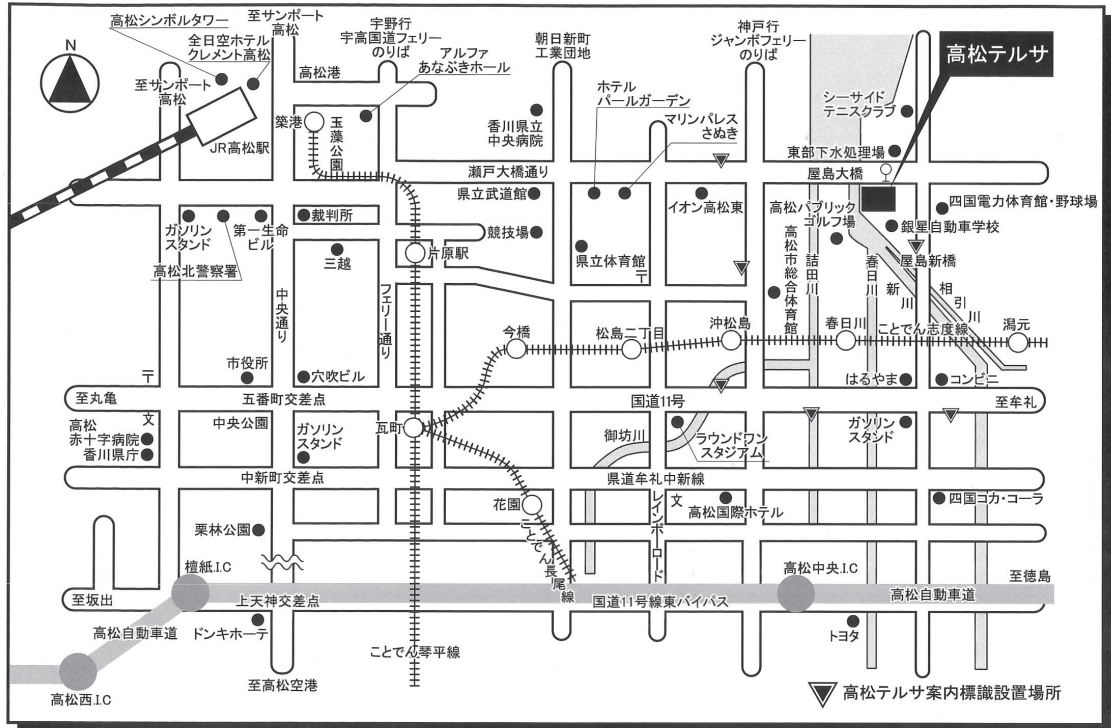 高松シンボルタワー
全日空ホテル
クレメント高松
至サンポート
高松
宇野行
宇高国道フェリー
のりば
アルファ
あなぶきホール
朝日新町
工業団地
神戸行
ジャンボフェリー
のりば
高松テルサ
N
至サンポート
高松
高松港
ホテル
パールガーデン
マリンパレス
さぬき
シーサイド
テニスクラブ
築港
玉藻公園
香川県立
中央病院
JR高松駅
東部下水処理場
瀬戸大橋通り
屋島大橋
県立武道館
イオン高松東
四国電力体育館・野球場
ガソリン
スタンド
第一生命
ビル
裁判所
高松パブリック
ゴルフ場
銀星自動車学校
高松北警察署
三越
片原駅
競技場
県立体育館
〒
高松市総合体育館
詰田川
春日川
新川
相引川
屋島新橋
中央通り
フェリー通り
今橋
松島二丁目
沖松島
春日川
ことでん志度線
潟元
〒
市役所
穴吹ビル
はるやま
コンビニ
至丸亀
五番町交差点
国道11号
至牟礼
文
高松
赤十字病院
香川県庁
中央公園
ガソリン
スタンド
瓦町
御坊川
ラウンドワン
スタジアム
ガソリン
スタンド
中新町交差点
県道牟礼中新線
花園
レインボーロード
文
高松国際ホテル
四国コカ・コーラ
栗林公園
ことでん長尾線
檀紙.I.C
高松中央.I.C
至徳島
至坂出
上天神交差点
国道11号線東バイパス
高松自動車道
高松自動車道
ドンキホーテ
トヨタ
ことでん琴平線
高松西.I.C
至高松空港
高松テルサ案内標識設置場所